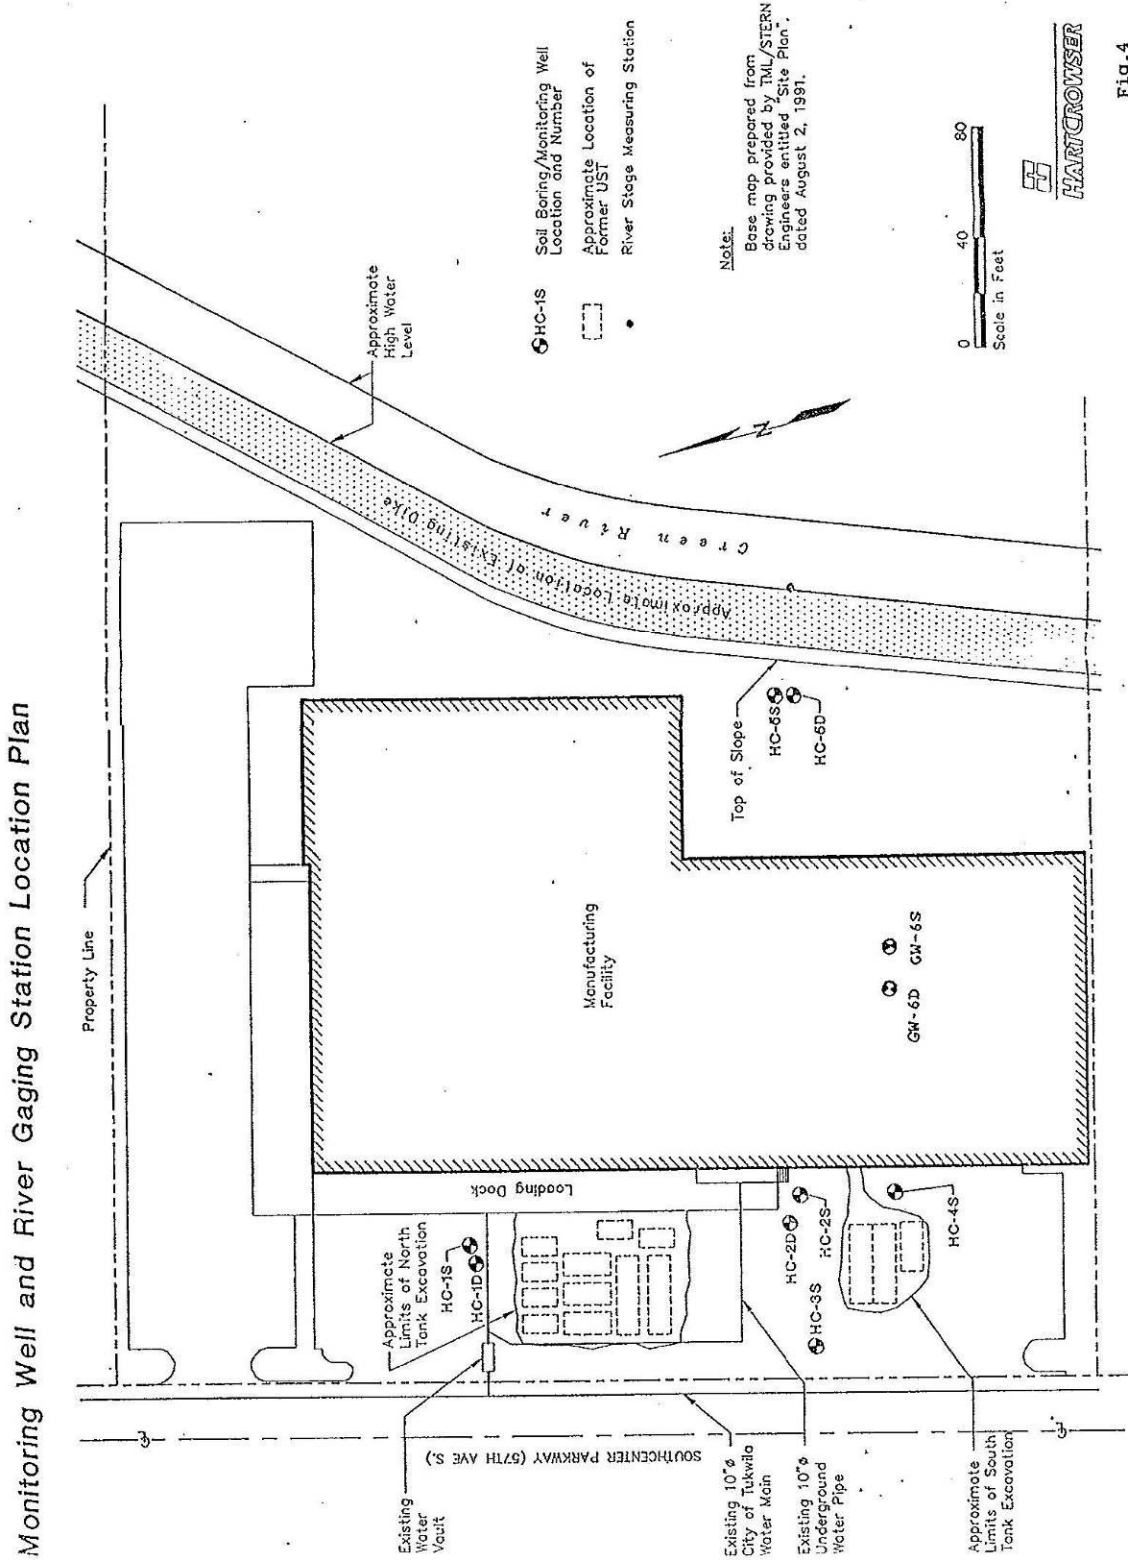 Monitoring Well and River Gaging Station Location Plan
Property Line
Approximate
High Water
Level
HC-1S
Soil Boring/Monitoring Well
Location and Number
Approximate Location of
Former UST
River Stage Measuring Station
Note:
Base map prepared from
drawing provided by TML/STERN
Engineers entitled "Site Plan",
dated August 2, 1991.
0
40
80
Scale in Feet
HARTCROWSER
Fig.4
N
Green River
Approximate Location of Existing Dike
Top of Slope
HC-5S
HC-5D
Manufacturing
Facility
GW-6D
GW-6S
Loading Dock
Approximate
Limits of North
Tank Excavation
HC-1S
HC-1D
HC-2D
HC-2S
HC-3S
HC-4S
SOUTHCENTER PARKWAY (57TH AVE S.)
Existing
Water
Vault
Existing 10"ø
City of Tukwila
Water Main
Existing 10"ø
Underground
Water Pipe
Approximate
Limits of South
Tank Excavation